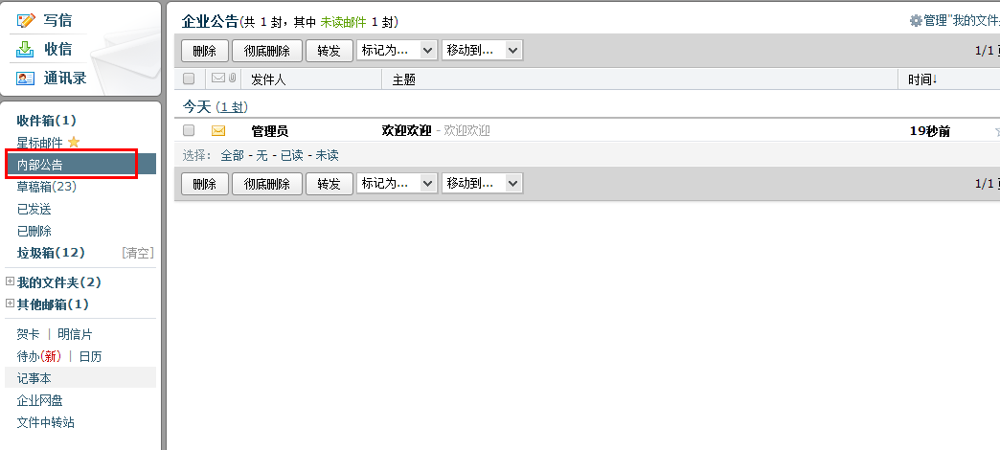 写信
收信
通讯录
收件箱(1)
星标邮件
内部公告
草稿箱(23)
已发送
已删除
垃圾箱(12) [清空]
我的文件夹(2)
其他邮箱(1)
贺卡 | 明信片
待办(新) | 日历
记事本
企业网盘
文件中转站
企业公告(共 1 封，其中 未读邮件 1 封) 管理"我的文件
删除 彻底删除 转发 标记为... 移动到... 1/1
发件人 主题 时间↓
今天 (1 封)
管理员 欢迎欢迎 - 欢迎欢迎 19秒前
选择： 全部 - 无 - 已读 - 未读
删除 彻底删除 转发 标记为... 移动到... 1/1